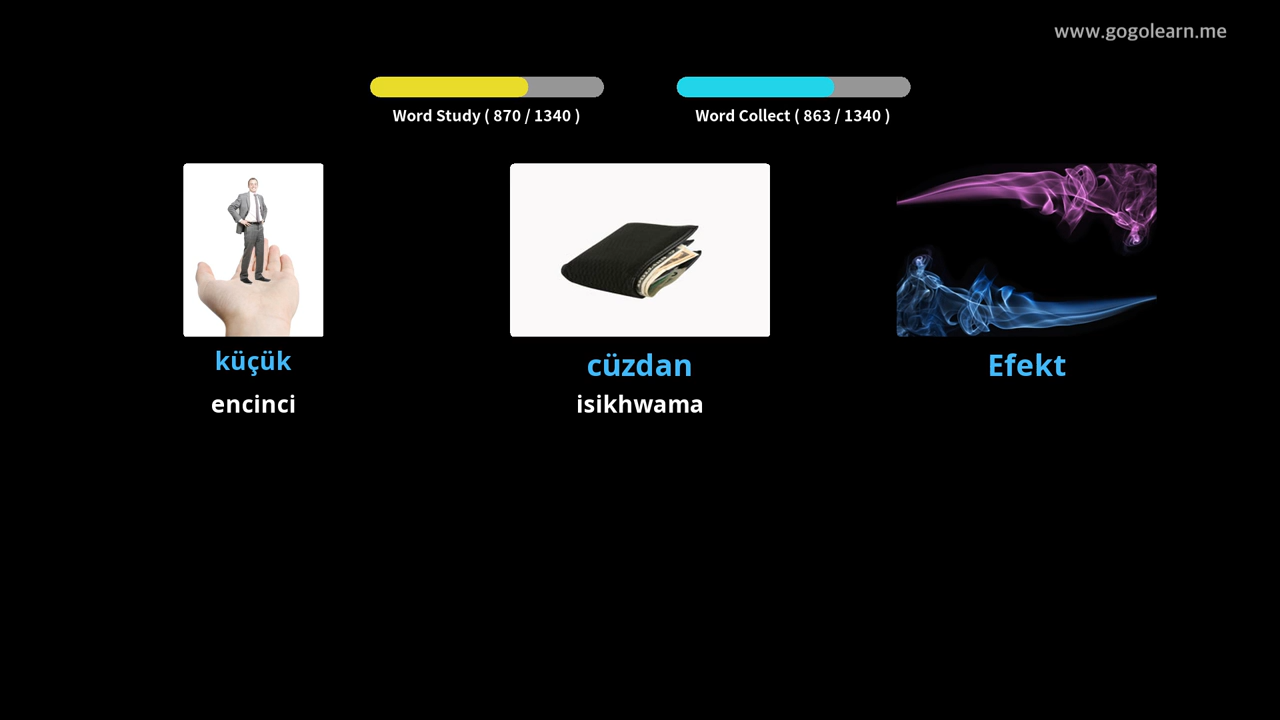 www.gogolearn.me
Word Study ( 870 / 1340 )
Word Collect ( 863 / 1340 )
küçük
cüzdan
Efekt
encinci
isikhwama